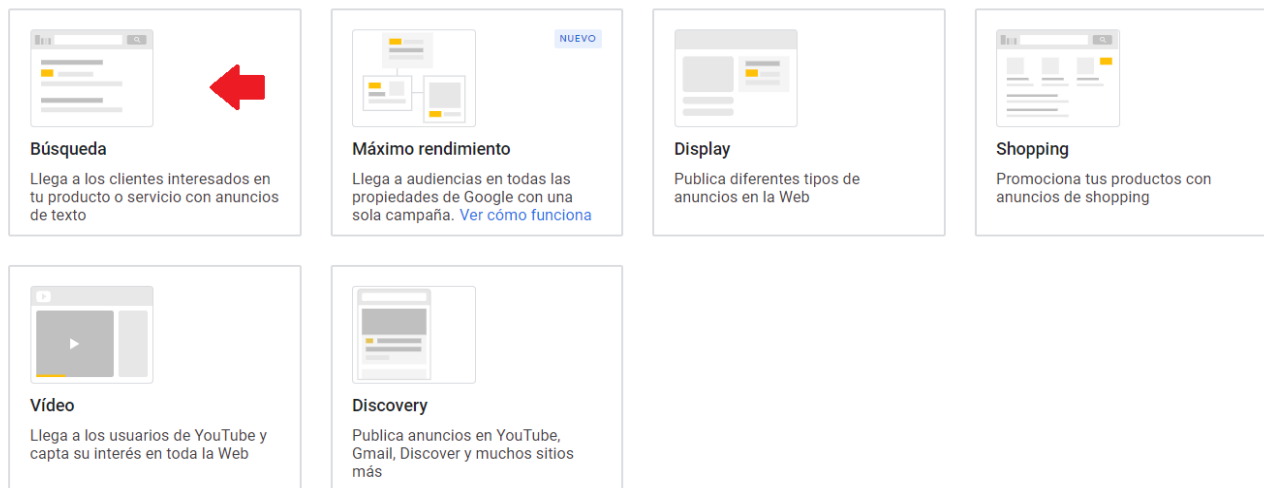 NUEVO
Búsqueda
Llega a los clientes interesados en
tu producto o servicio con anuncios
de texto
Máximo rendimiento
Llega a audiencias en todas las
propiedades de Google con una
sola campaña. Ver cómo funciona
Display
Publica diferentes tipos de
anuncios en la Web
Shopping
Promociona tus productos con
anuncios de shopping
Vídeo
Llega a los usuarios de YouTube y
capta su interés en toda la Web
Discovery
Publica anuncios en YouTube,
Gmail, Discover y muchos sitios
más